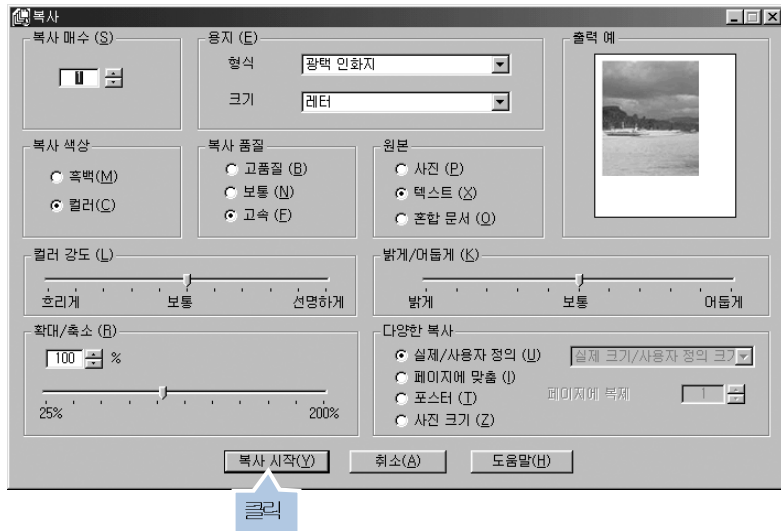 복사
복사 매수 (S)
1
용지 (E)
형식
광택 인화지
크기
레터
출력 예
복사 색상
흑백(M)
컬러(C)
복사 품질
고품질 (B)
보통 (N)
고속 (F)
원본
사진 (P)
텍스트 (X)
혼합 문서 (O)
컬러 강도 (L)
흐리게 보통 선명하게
밝게/어둡게 (K)
밝게 보통 어둡게
확대/축소 (R)
100 %
25% 200%
다양한 복사
실제/사용자 정의 (U)
실제 크기/사용자 정의 크기
페이지에 맞춤 (I)
포스터 (T)
페이지에 복제 1
사진 크기 (Z)
복사 시작(Y) 취소(A) 도움말(H)
클릭